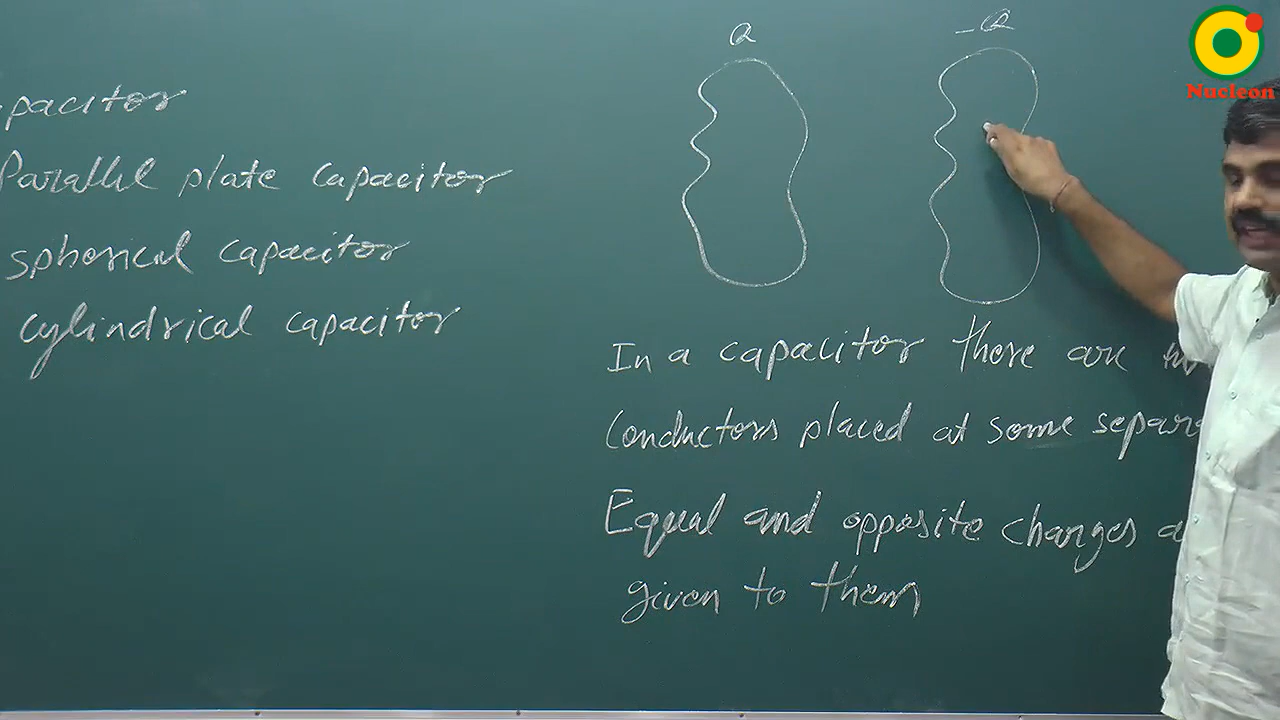 pacitor
Parallel plate capacitor
spherical capacitor
cylindrical capacitor
Q
-Q
In a capacitor there are
Conductors placed at some separ
Equal and opposite charges a
given to them
Nucleon